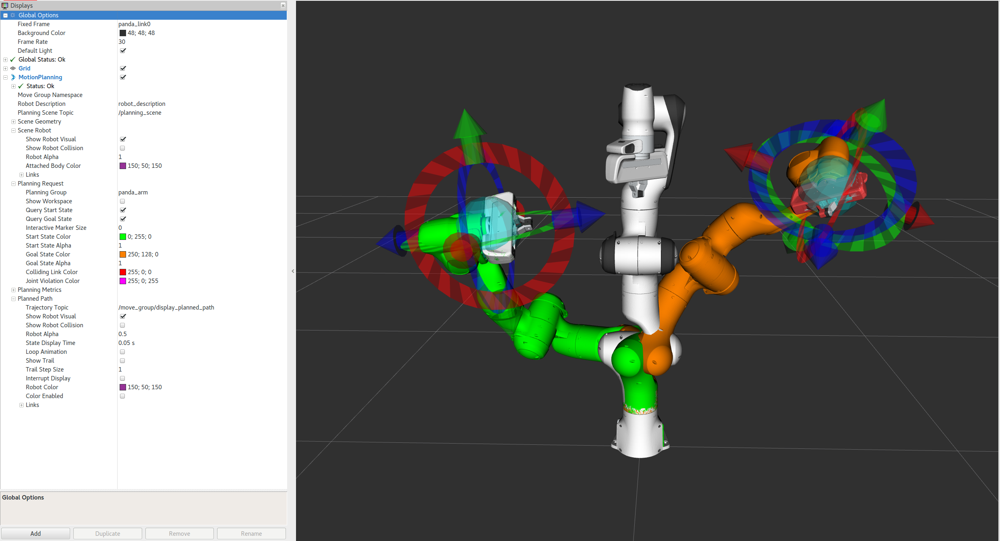 Displays
Global Options
Fixed Frame panda_link0
Background Color 48; 48; 48
Frame Rate 30
Default Light
Global Status: Ok
Grid
MotionPlanning
Status: Ok
Move Group Namespace
Robot Description robot_description
Planning Scene Topic /planning_scene
Scene Geometry
Scene Robot
Show Robot Visual
Show Robot Collision
Robot Alpha 1
Attached Body Color 150; 50; 150
Links
Planning Request
Planning Group panda_arm
Show Workspace
Query Start State
Query Goal State
Interactive Marker Size 0
Start State Color 0; 255; 0
Start State Alpha 1
Goal State Color 250; 128; 0
Goal State Alpha 1
Colliding Link Color 255; 0; 0
Joint Violation Color 255; 0; 255
Planning Metrics
Planned Path
Trajectory Topic /move_group/display_planned_path
Show Robot Visual
Show Robot Collision
Robot Alpha 0.5
State Display Time 0.05 s
Loop Animation
Show Trail
Trail Step Size 1
Interrupt Display
Robot Color 150; 50; 150
Color Enabled
Links
Global Options
Add Duplicate Remove Rename